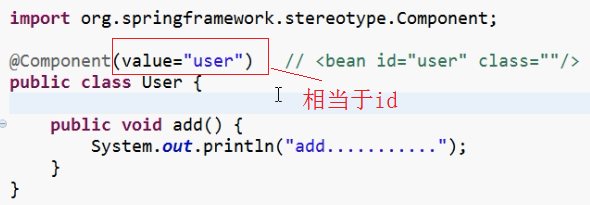 import org.springframework.stereotype.Component;
@Component(value="user")   // <bean id="user" class=""/>
public class User {
相当于id
    public void add() {
        System.out.println("add...........");
    }
}